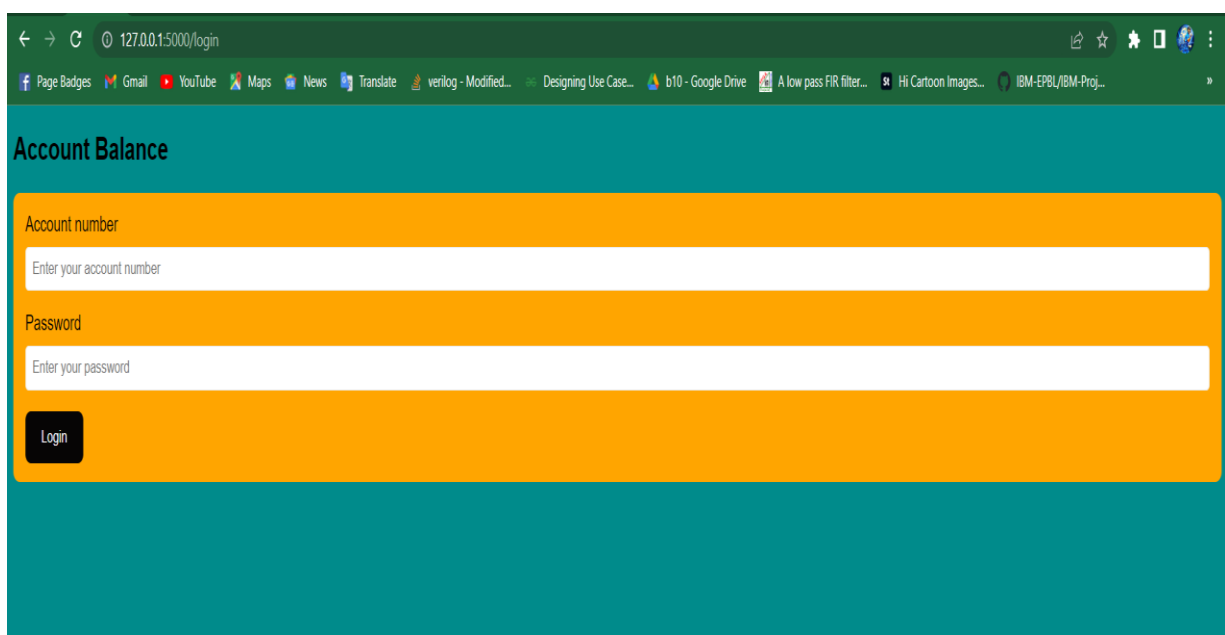 127.0.0.1:5000/login
Page Badges Gmail YouTube Maps News Translate verilog - Modified... Designing Use Case... b10 - Google Drive A low pass FIR filter... St Hi Cartoon Images... IBM-EPBL/IBM-Proj... »
Account Balance
Account number
Enter your account number
Password
Enter your password
Login